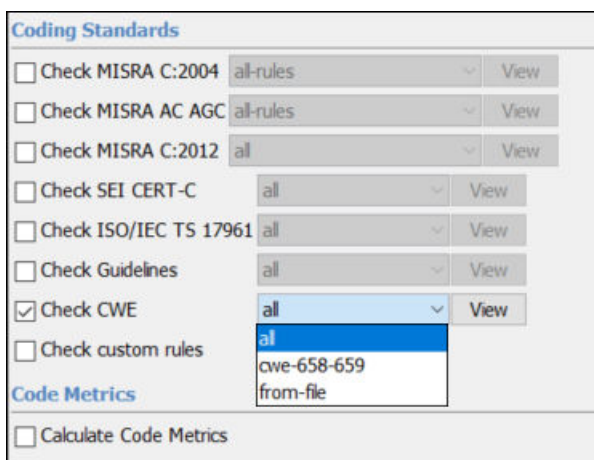 Coding Standards
Check MISRA C:2004 all-rules View
Check MISRA AC AGC all-rules View
Check MISRA C:2012 all View
Check SEI CERT-C all View
Check ISO/IEC TS 17961 all View
Check Guidelines all View
Check CWE all View
all
Check custom rules cwe-658-659
from-file
Code Metrics
Calculate Code Metrics